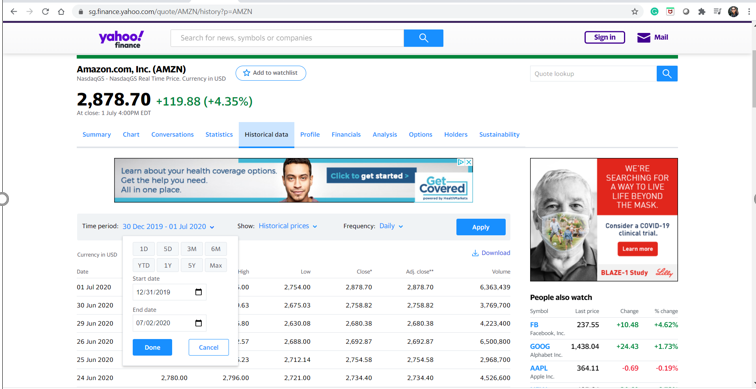 sg.finance.yahoo.com/quote/AMZN/history?p=AMZN
yahoo!
finance
Search for news, symbols or companies
Sign in
Mail
Amazon.com, Inc. (AMZN)
NasdaqGS - NasdaqGS Real Time Price. Currency in USD
Add to watchlist
Quote lookup
2,878.70 +119.88 (+4.35%)
At close: 1 July 4:00PM EDT
Summary Chart Conversations Statistics Historical data Profile Financials Analysis Options Holders Sustainability
Learn about your health coverage options.
Get the help you need.
All in one place.
Click to get started >
Get
Covered
powered by HealthMarkets
WE'RE
SEARCHING FOR
A WAY TO LIVE
LIFE BEYOND
THE MASK.
Consider a COVID-19
clinical trial.
Learn more
BLAZE-1 Study Lilly
Time period: 30 Dec 2019 - 01 Jul 2020 Show: Historical prices Frequency: Daily Apply
1D 5D 3M 6M
YTD 1Y 5Y Max
Start date
12/31/2019
End date
07/02/2020
Done Cancel
Currency in USD
Download
Date High Low Close* Adj. close** Volume
01 Jul 2020 2,754.00 2,878.70 2,878.70 6,363,439
30 Jun 2020 2,675.03 2,758.82 2,758.82 3,769,700
29 Jun 2020 2,630.08 2,680.38 2,680.38 4,223,400
26 Jun 2020 2,688.00 2,692.87 2,692.87 6,500,800
25 Jun 2020 2,712.14 2,754.58 2,754.58 2,968,700
24 Jun 2020 2,780.00 2,796.00 2,721.00 2,734.40 2,734.40 4,526,600
People also watch
Symbol Last price Change % change
FB 237.55 +10.48 +4.62%
Facebook, Inc.
GOOG 1,438.04 +24.43 +1.73%
Alphabet Inc.
AAPL 364.11 -0.69 -0.19%
Apple Inc.